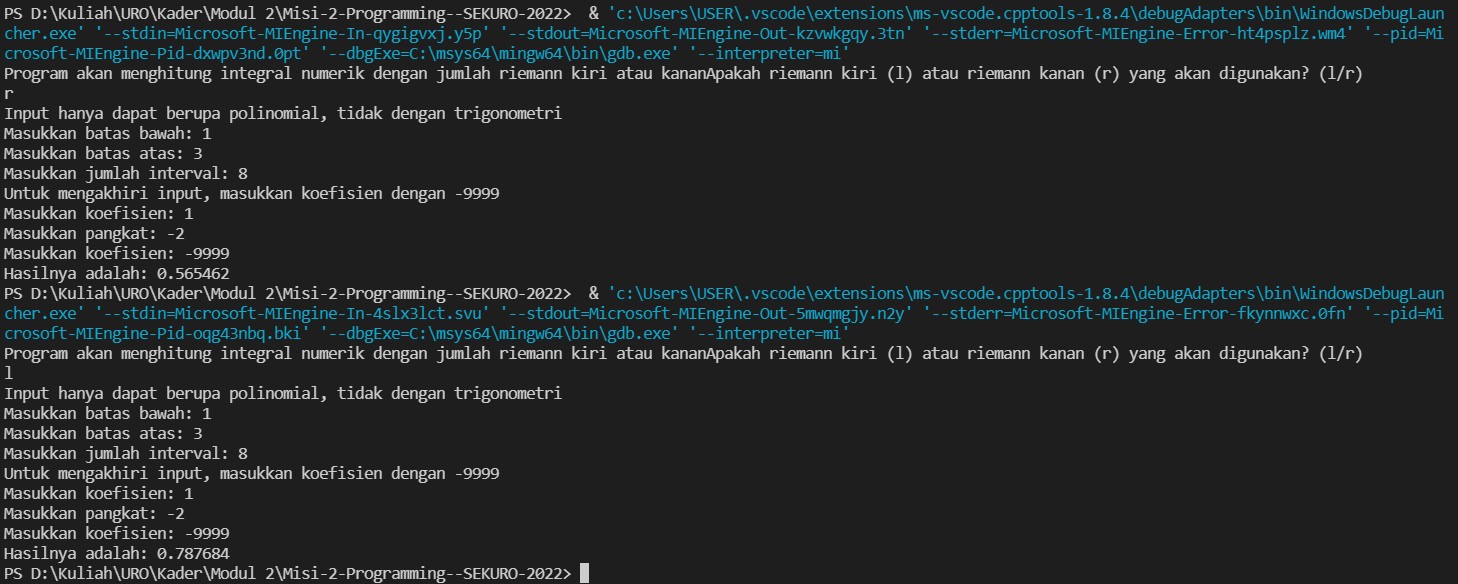 PS D:\Kuliah\URO\Kader\Modul 2\Misi-2-Programming--SEKURO-2022>  & 'c:\Users\USER\.vscode\extensions\ms-vscode.cpptools-1.8.4\debugAdapters\bin\WindowsDebugLaun
cher.exe' '--stdin=Microsoft-MIEngine-In-qygigvxj.y5p' '--stdout=Microsoft-MIEngine-Out-kzvwkgqy.3tn' '--stderr=Microsoft-MIEngine-Error-ht4psplz.wm4' '--pid=Mi
crosoft-MIEngine-Pid-dxwpv3nd.0pt' '--dbgExe=C:\msys64\mingw64\bin\gdb.exe' '--interpreter=mi'
Program akan menghitung integral numerik dengan jumlah riemann kiri atau kananApakah riemann kiri (l) atau riemann kanan (r) yang akan digunakan? (l/r)
r
Input hanya dapat berupa polinomial, tidak dengan trigonometri
Masukkan batas bawah: 1
Masukkan batas atas: 3
Masukkan jumlah interval: 8
Untuk mengakhiri input, masukkan koefisien dengan -9999
Masukkan koefisien: 1
Masukkan pangkat: -2
Masukkan koefisien: -9999
Hasilnya adalah: 0.565462
PS D:\Kuliah\URO\Kader\Modul 2\Misi-2-Programming--SEKURO-2022>  & 'c:\Users\USER\.vscode\extensions\ms-vscode.cpptools-1.8.4\debugAdapters\bin\WindowsDebugLaun
cher.exe' '--stdin=Microsoft-MIEngine-In-4slx3lct.svu' '--stdout=Microsoft-MIEngine-Out-5mwqmgjy.n2y' '--stderr=Microsoft-MIEngine-Error-fkynnwxc.0fn' '--pid=Mi
crosoft-MIEngine-Pid-oqg43nbq.bki' '--dbgExe=C:\msys64\mingw64\bin\gdb.exe' '--interpreter=mi'
Program akan menghitung integral numerik dengan jumlah riemann kiri atau kananApakah riemann kiri (l) atau riemann kanan (r) yang akan digunakan? (l/r)
l
Input hanya dapat berupa polinomial, tidak dengan trigonometri
Masukkan batas bawah: 1
Masukkan batas atas: 3
Masukkan jumlah interval: 8
Untuk mengakhiri input, masukkan koefisien dengan -9999
Masukkan koefisien: 1
Masukkan pangkat: -2
Masukkan koefisien: -9999
Hasilnya adalah: 0.787684
PS D:\Kuliah\URO\Kader\Modul 2\Misi-2-Programming--SEKURO-2022>